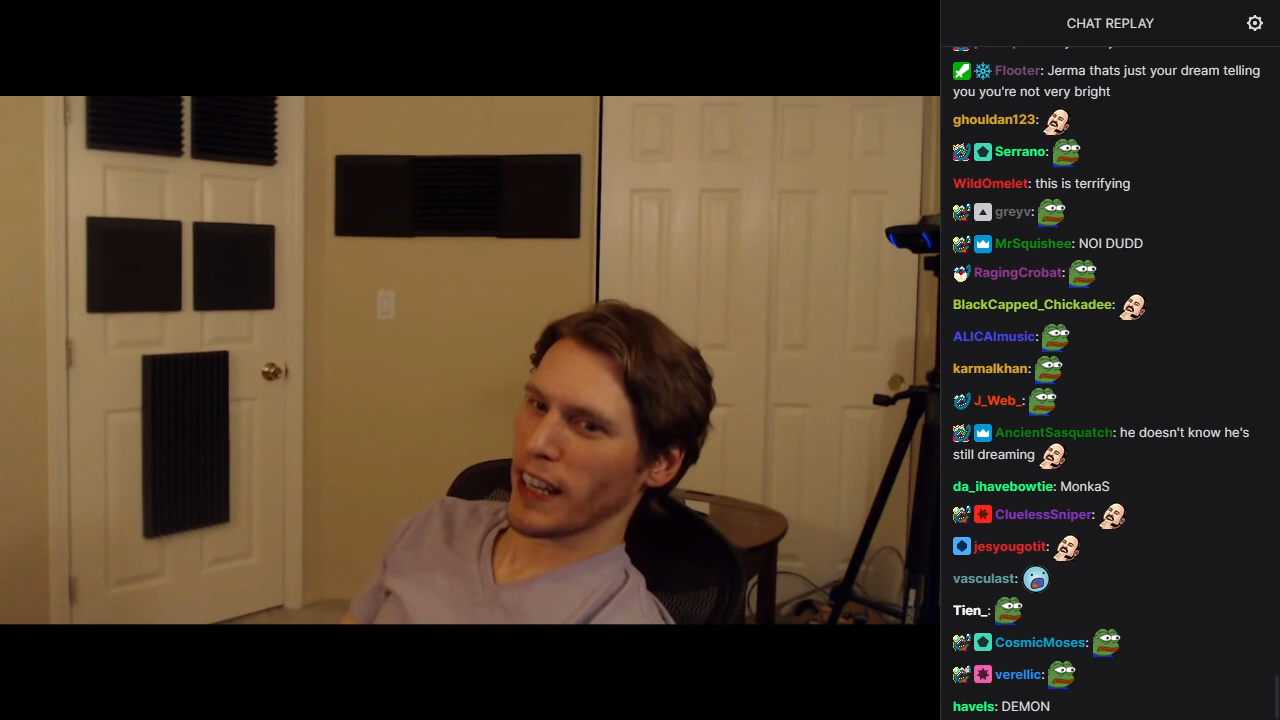 CHAT REPLAY
Flooter: Jerma thats just your dream telling
you you're not very bright
ghouldan123:
Serrano:
WildOmelet: this is terrifying
greyv:
MrSquishee: NOI DUDD
RagingCrobat:
BlackCapped_Chickadee:
ALICAImusic:
karmalkhan:
J_Web_:
AncientSasquatch: he doesn't know he's
still dreaming
da_ihavebowtie: MonkaS
CluelessSniper:
jesyougotit:
vasculast:
Tien_:
CosmicMoses:
verellic:
havels: DEMON